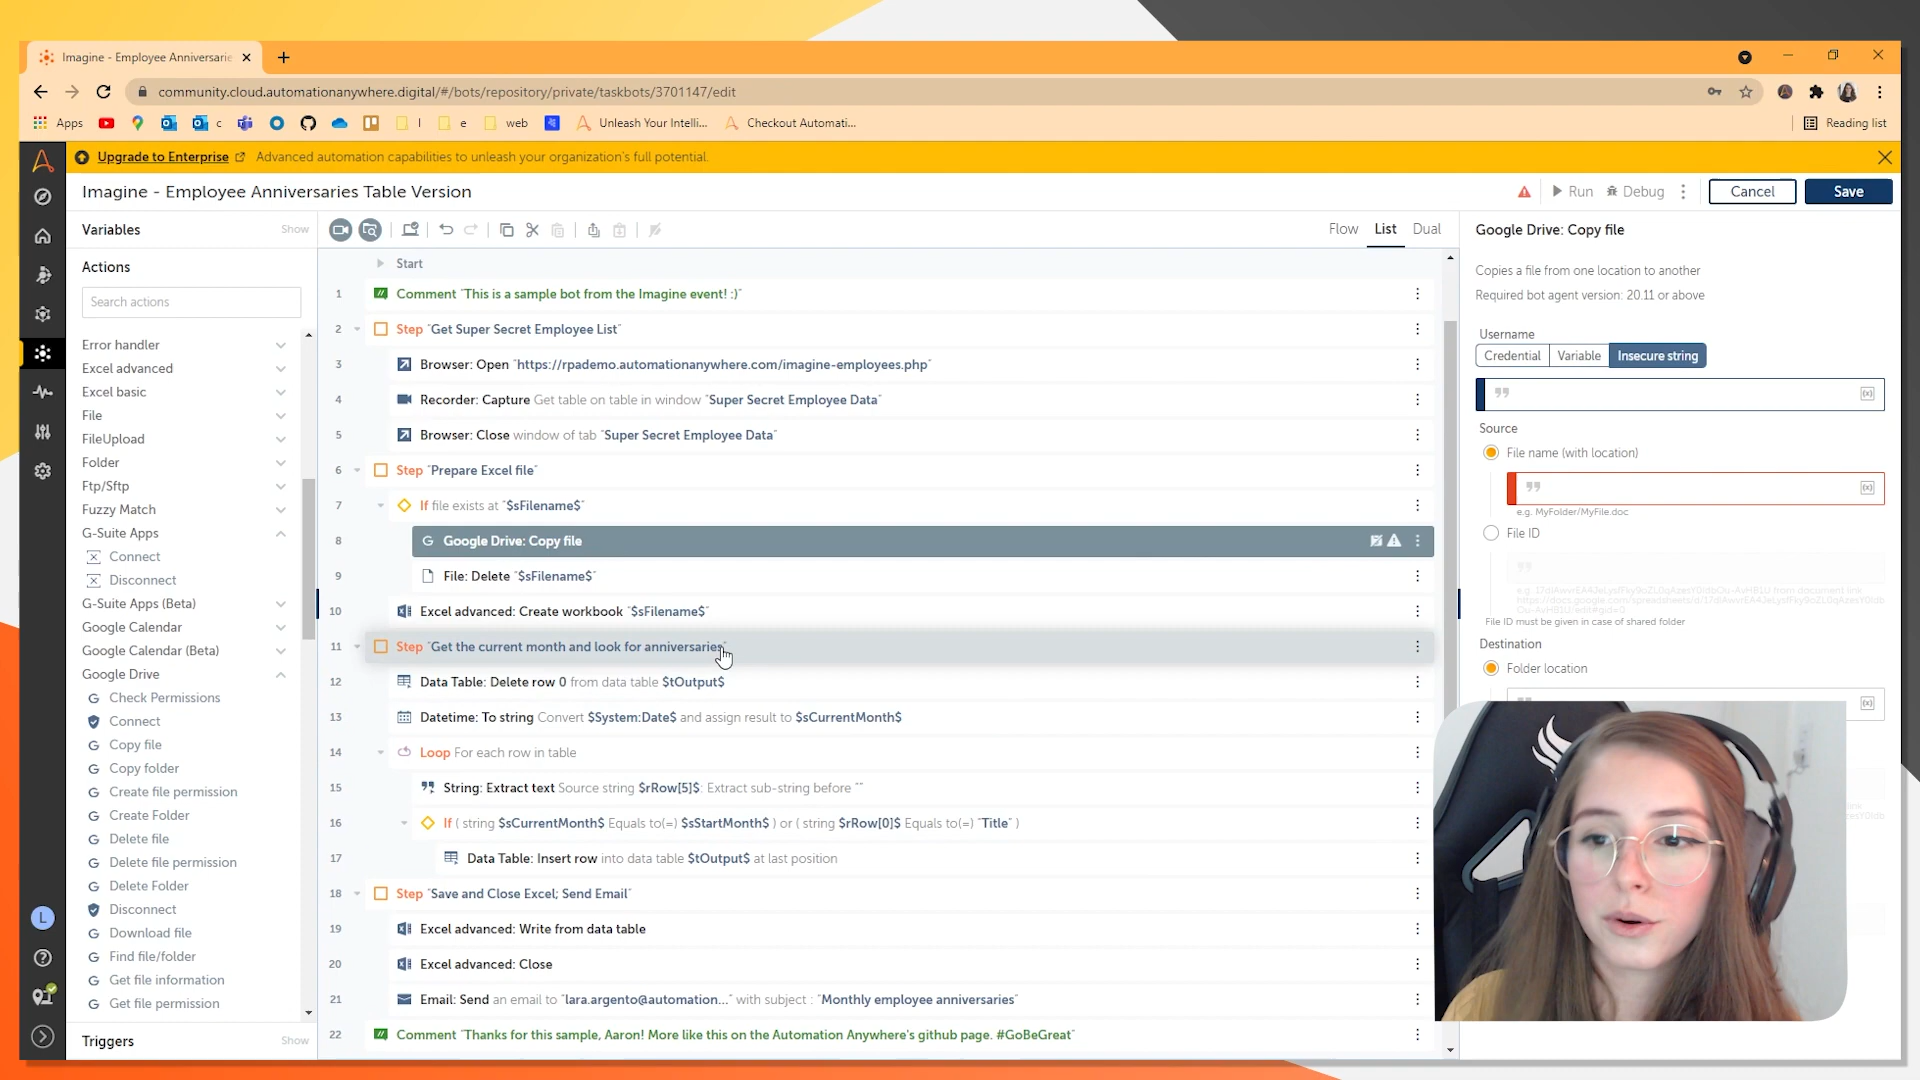 Imagine - Employee Anniversarie
community.cloud.automationanywhere.digital/#/bots/repository/private/taskbots/3701147/edit
Apps
c
l
e
web
Unleash Your Intelli...
Checkout Automati...
Reading list
Upgrade to Enterprise
Advanced automation capabilities to unleash your organization's full potential.
Imagine - Employee Anniversaries Table Version
Run
Debug
Cancel
Save
Variables
Show
Actions
Search actions
Error handler
Excel advanced
Excel basic
File
FileUpload
Folder
Ftp/Sftp
Fuzzy Match
G-Suite Apps
Connect
Disconnect
G-Suite Apps (Beta)
Google Calendar
Google Calendar (Beta)
Google Drive
Check Permissions
Connect
Copy file
Copy folder
Create file permission
Create Folder
Delete file
Delete file permission
Delete Folder
Disconnect
Download file
Find file/folder
Get file information
Get file permission
Triggers
Show
L
Flow
List
Dual
Start
1 Comment "This is a sample bot from the Imagine event! :)"
2 Step "Get Super Secret Employee List"
3 Browser: Open "https://rpademo.automationanywhere.com/imagine-employees.php"
4 Recorder: Capture Get table on table in window "Super Secret Employee Data"
5 Browser: Close window of tab "Super Secret Employee Data"
6 Step "Prepare Excel file"
7 If file exists at "$sFilename$"
8 Google Drive: Copy file
9 File: Delete "$sFilename$"
10 Excel advanced: Create workbook "$sFilename$"
11 Step "Get the current month and look for anniversaries"
12 Data Table: Delete row 0 from data table $tOutput$
13 Datetime: To string Convert $System:Date$ and assign result to $sCurrentMonth$
14 Loop For each row in table
15 String: Extract text Source string $rRow[5]$: Extract sub-string before ""
16 If ( string $sCurrentMonth$ Equals to(=) $sStartMonth$ ) or ( string $rRow[0]$ Equals to(=) "Title" )
17 Data Table: Insert row into data table $tOutput$ at last position
18 Step "Save and Close Excel; Send Email"
19 Excel advanced: Write from data table
20 Excel advanced: Close
21 Email: Send an email to "lara.argento@automation..." with subject : "Monthly employee anniversaries"
22 Comment "Thanks for this sample, Aaron! More like this on the Automation Anywhere's github page. #GoBeGreat"
Google Drive: Copy file
Copies a file from one location to another
Required bot agent version: 20.11 or above
Username
Credential
Variable
Insecure string
Source
File name (with location)
e.g. MyFolder/MyFile.doc
File ID
File ID must be given in case of shared folder
Destination
Folder location